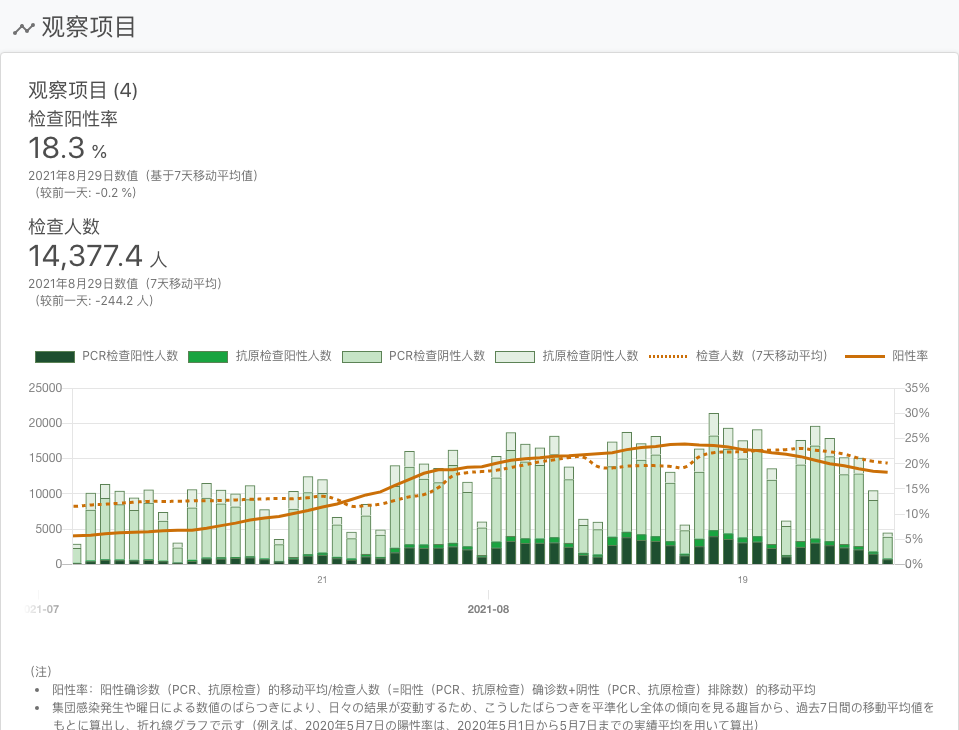 观察项目
观察项目 (4)
检查阳性率
18.3 %
2021年8月29日数值（基于7天移动平均值）
（较前一天: -0.2 %）
检查人数
14,377.4 人
2021年8月29日数值（7天移动平均）
（较前一天: -244.2 人）
PCR检查阳性人数 抗原检查阳性人数 PCR检查阴性人数 抗原检查阴性人数 检查人数（7天移动平均） 阳性率
25000 35%
30%
20000
25%
15000
20%
15%
10000
10%
5000
5%
0 0%
21 19
21-07 2021-08
（注）
• 阳性率：阳性确诊数（PCR、抗原检查）的移动平均/检查人数（=阳性（PCR、抗原检查）确诊数+阴性（PCR、抗原检查）排除数）的移动平均
• 集団感染発生や曜日による数値のばらつきにより、日々の結果が変動するため、こうしたばらつきを平準化し全体の傾向を見る趣旨から、過去7日間の移動平均値を
もとに算出し、折れ線グラフで示す（例えば、2020年5月7日の陽性率は、2020年5月1日から5月7日までの実績平均を用いて算出）